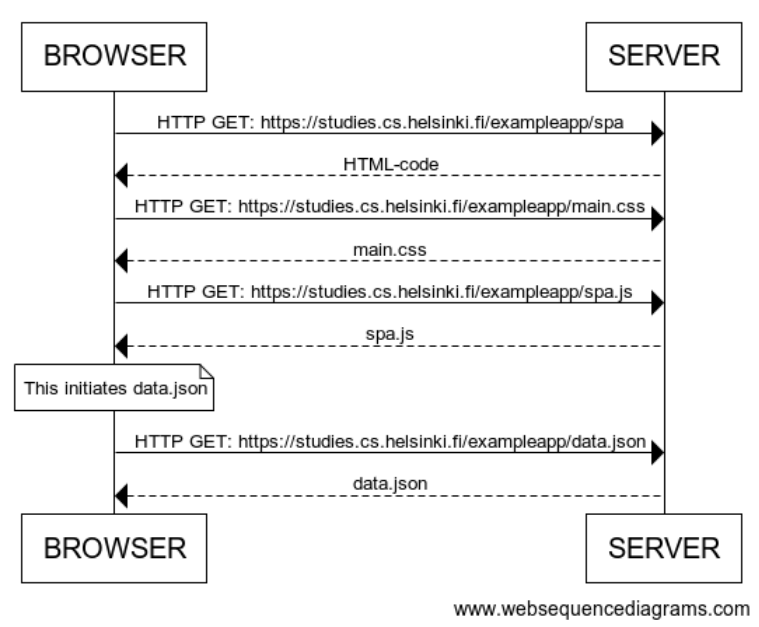 BROWSER
SERVER
HTTP GET: https://studies.cs.helsinki.fi/exampleapp/spa
HTML-code
HTTP GET: https://studies.cs.helsinki.fi/exampleapp/main.css
main.css
HTTP GET: https://studies.cs.helsinki.fi/exampleapp/spa.js
spa.js
This initiates data.json
HTTP GET: https://studies.cs.helsinki.fi/exampleapp/data.json
data.json
BROWSER
SERVER
www.websequencediagrams.com